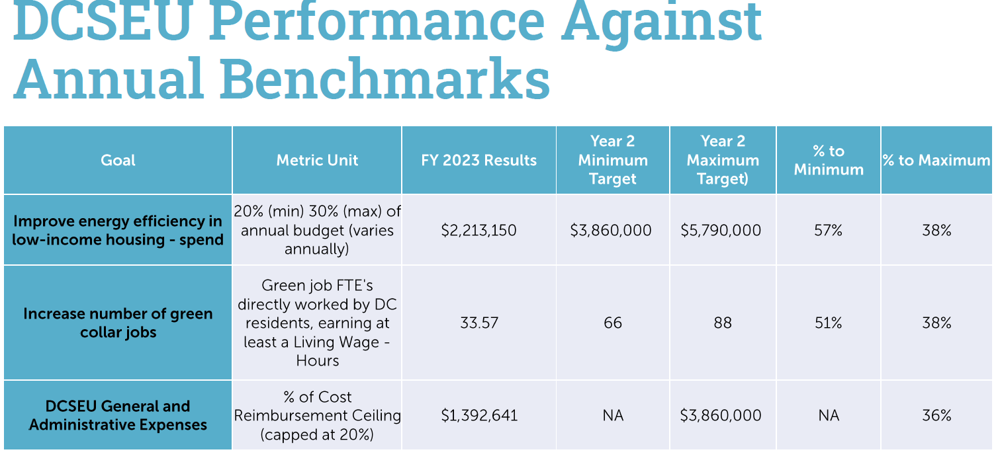 DCSEU Performance Against
Annual Benchmarks
Goal
Metric Unit
FY 2023 Results
Year 2
Minimum
Target
Year 2
Maximum
Target)
% to
Minimum
% to Maximum
Improve energy efficiency in
low-income housing - spend
20% (min) 30% (max) of
annual budget (varies
annually)
$2,213,150
$3,860,000
$5,790,000
57%
38%
Increase number of green
collar jobs
Green job FTE's
directly worked by DC
residents, earning at
least a Living Wage -
Hours
33.57
66
88
51%
38%
DCSEU General and
Administrative Expenses
% of Cost
Reimbursement Ceiling
(capped at 20%)
$1,392,641
NA
$3,860,000
NA
36%